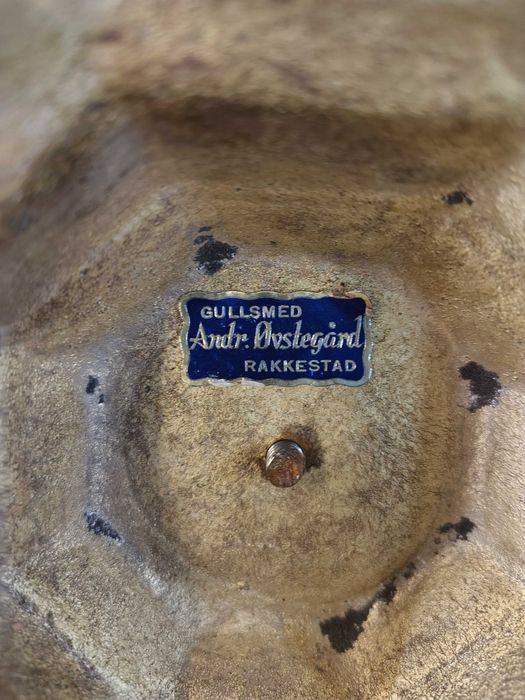 GULLSMED
Andr. Øvstegård
RAKKESTAD